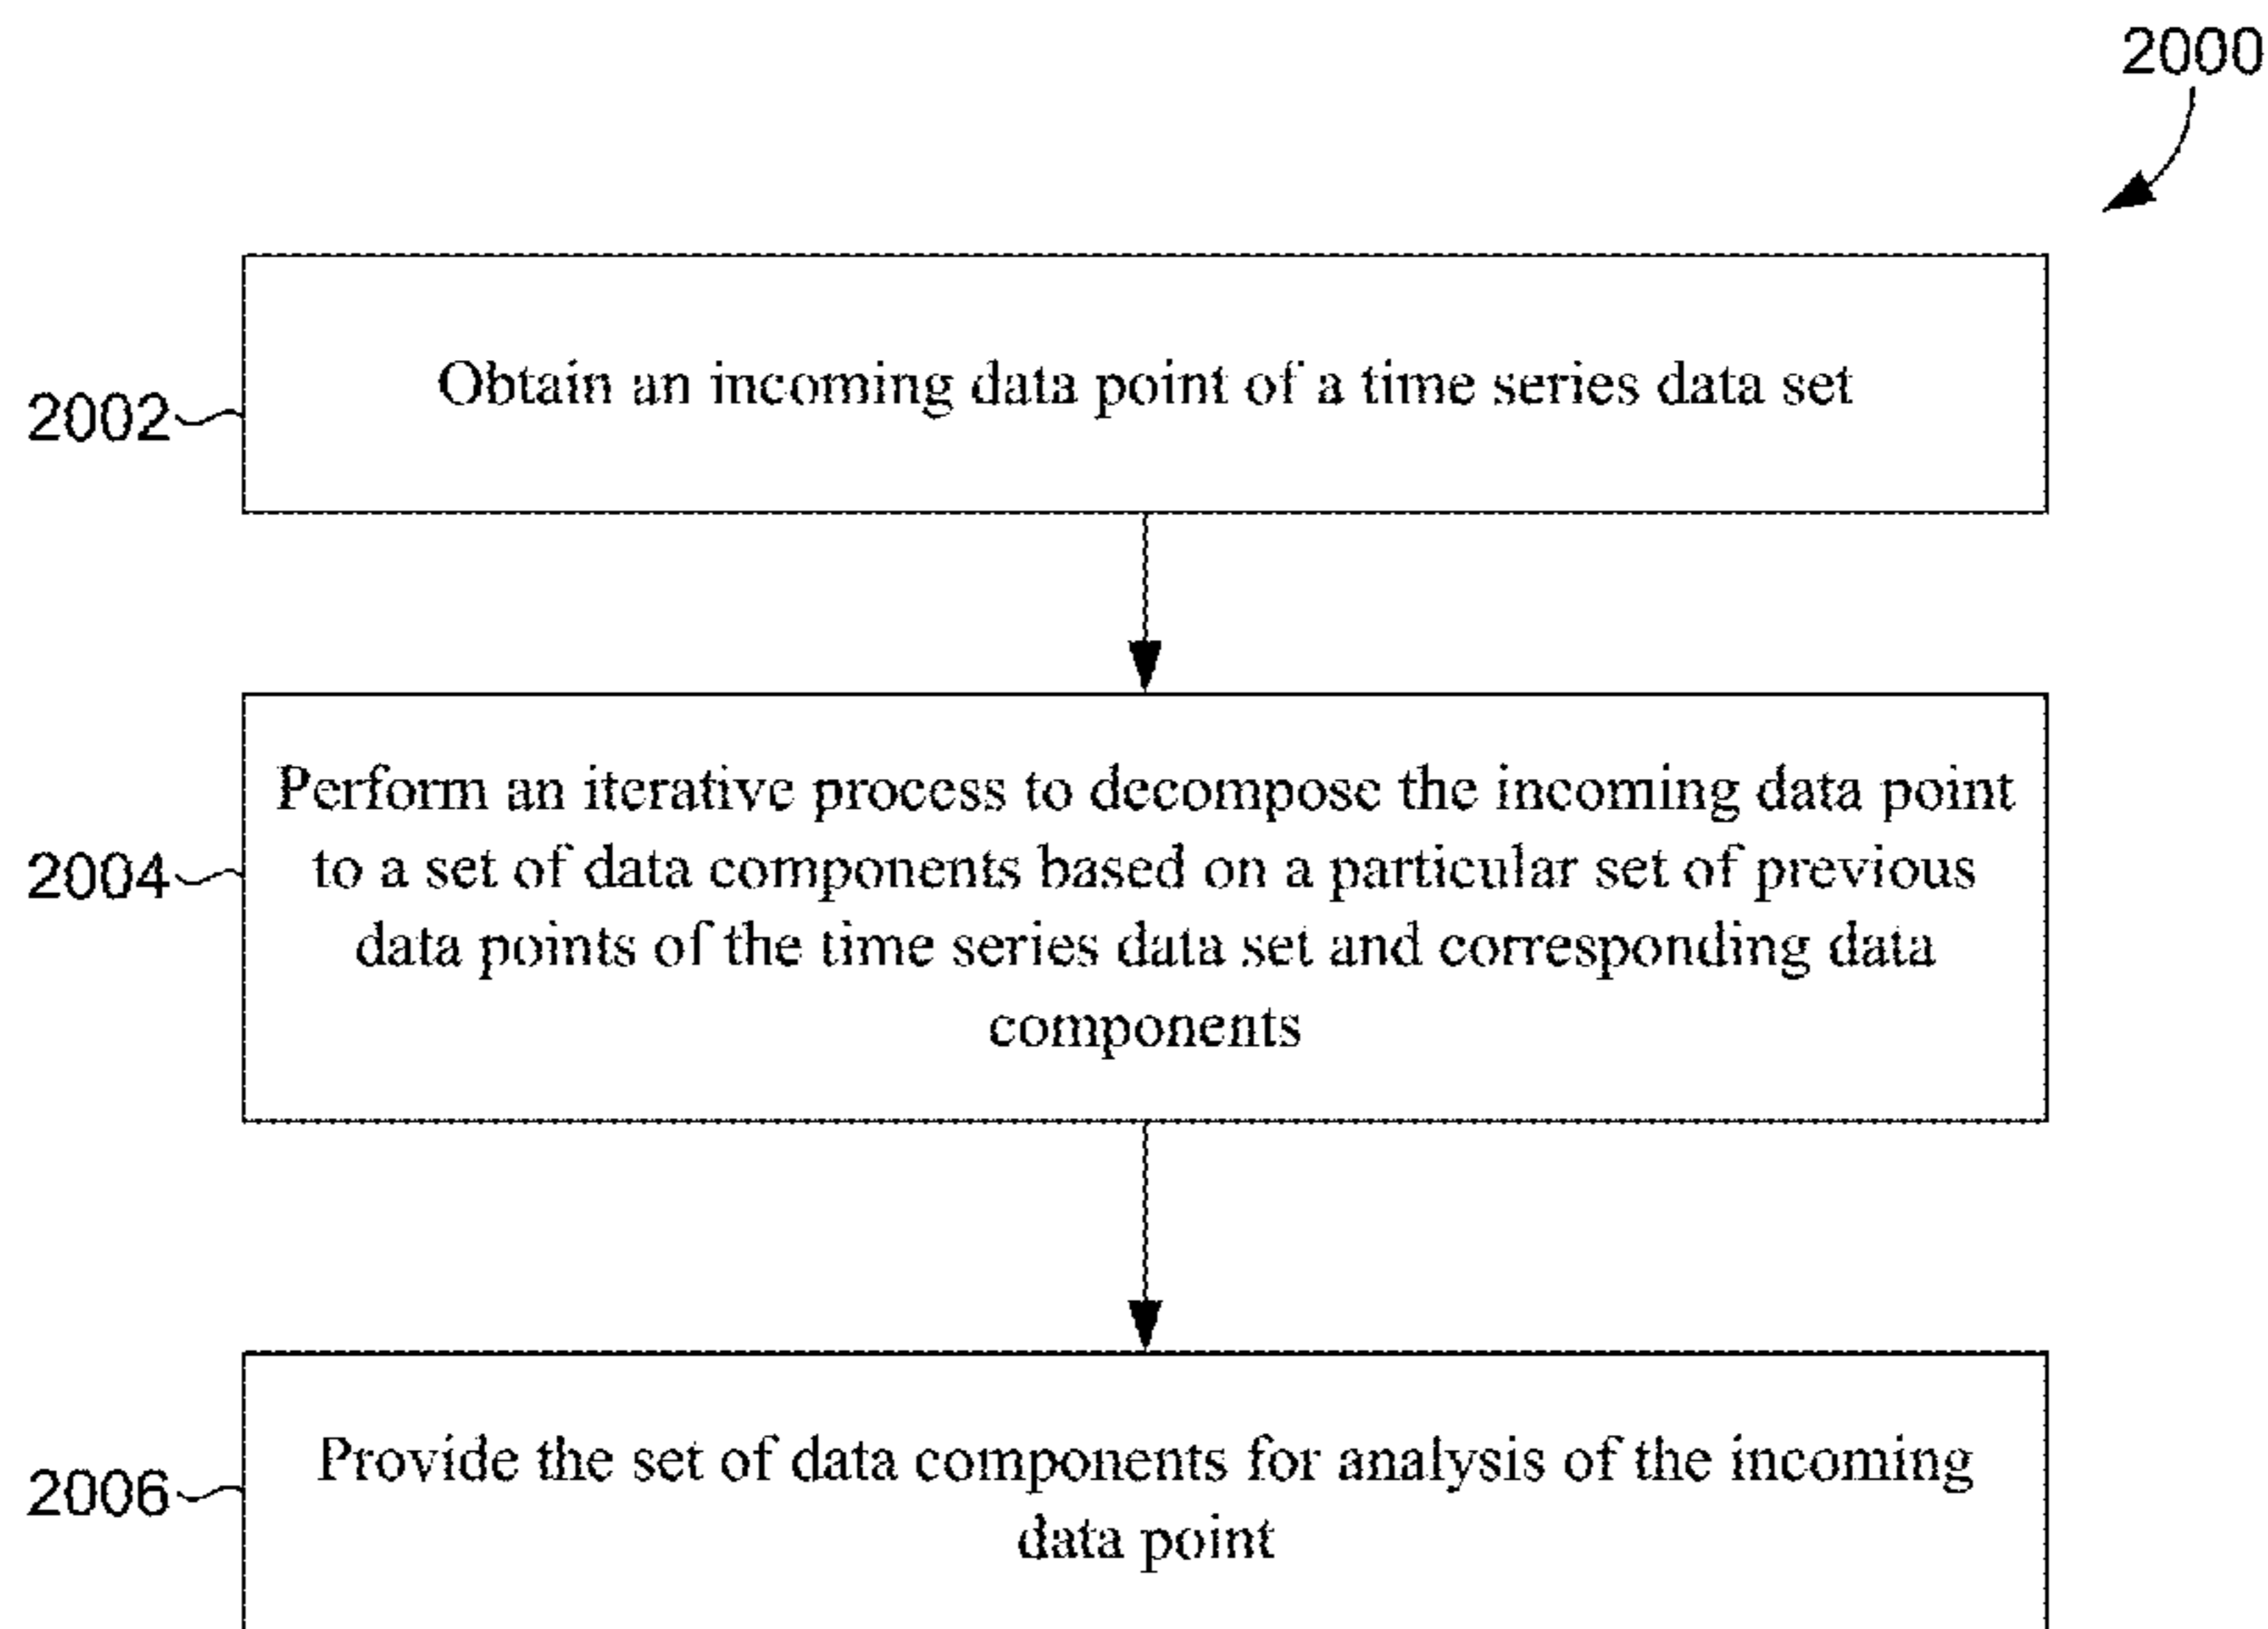 2000
2002
Obtain an incoming data point of a time series data set
2004
Perform an iterative process to decompose the incoming data point
to a set of data components based on a particular set of previous
data points of the time series data set and corresponding data
components
2006
Provide the set of data components for analysis of the incoming
data point